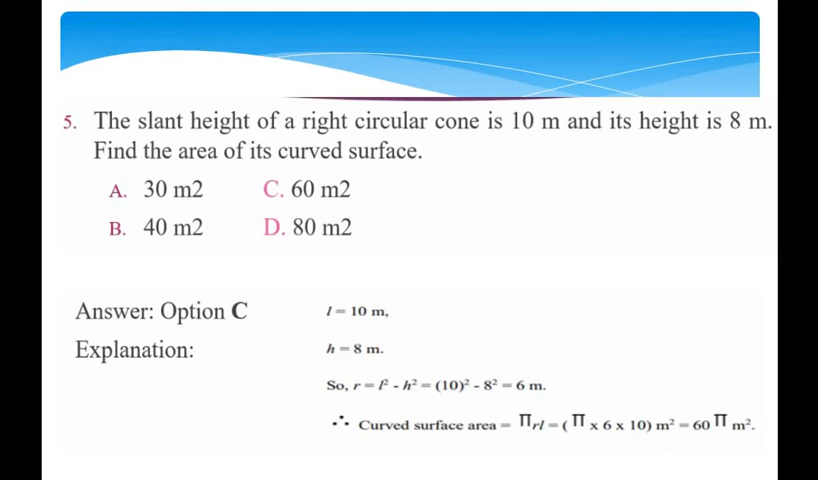 5. The slant height of a right circular cone is 10 m and its height is 8 m.
Find the area of its curved surface.
A. 30 m2 C. 60 m2
B. 40 m2 D. 80 m2
Answer: Option C l = 10 m,
Explanation: h = 8 m.
So, r = l² - h² = (10)² - 8² = 6 m.
∴ Curved surface area = Πrl = ( Π x 6 x 10) m² = 60 Π m².